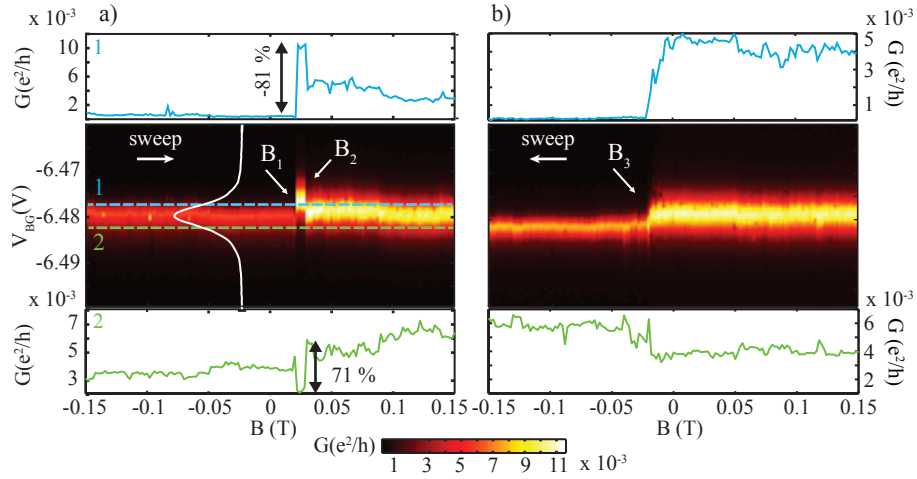 a)
b)
x 10⁻³
x 10⁻³
G(e²/h)
10
6
2
1
-81 %
5
3
1
G (e²/h)
V_BG(V)
-6.47
-6.48
-6.49
sweep
B₁
B₂
1
2
sweep
B₃
x 10⁻³
x 10⁻³
G(e²/h)
7
5
3
2
71 %
6
4
2
G (e²/h)
-0.15 -0.1 -0.05 0 0.05 0.1 0.15
-0.15 -0.1 -0.05 0 0.05 0.1 0.15
B (T)
B (T)
G(e²/h)
1 3 5 7 9 11
x 10⁻³